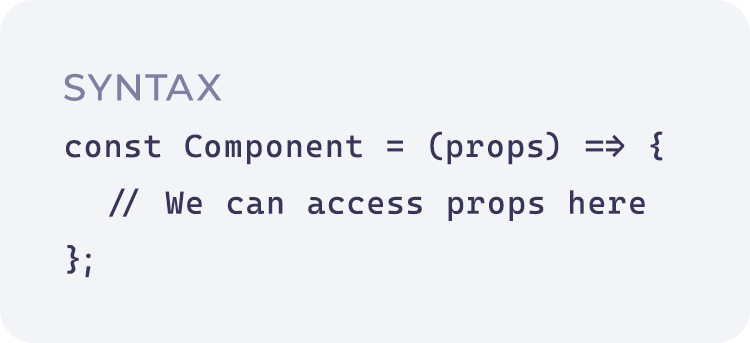 SYNTAX
const Component = (props) => {
  // We can access props here
};